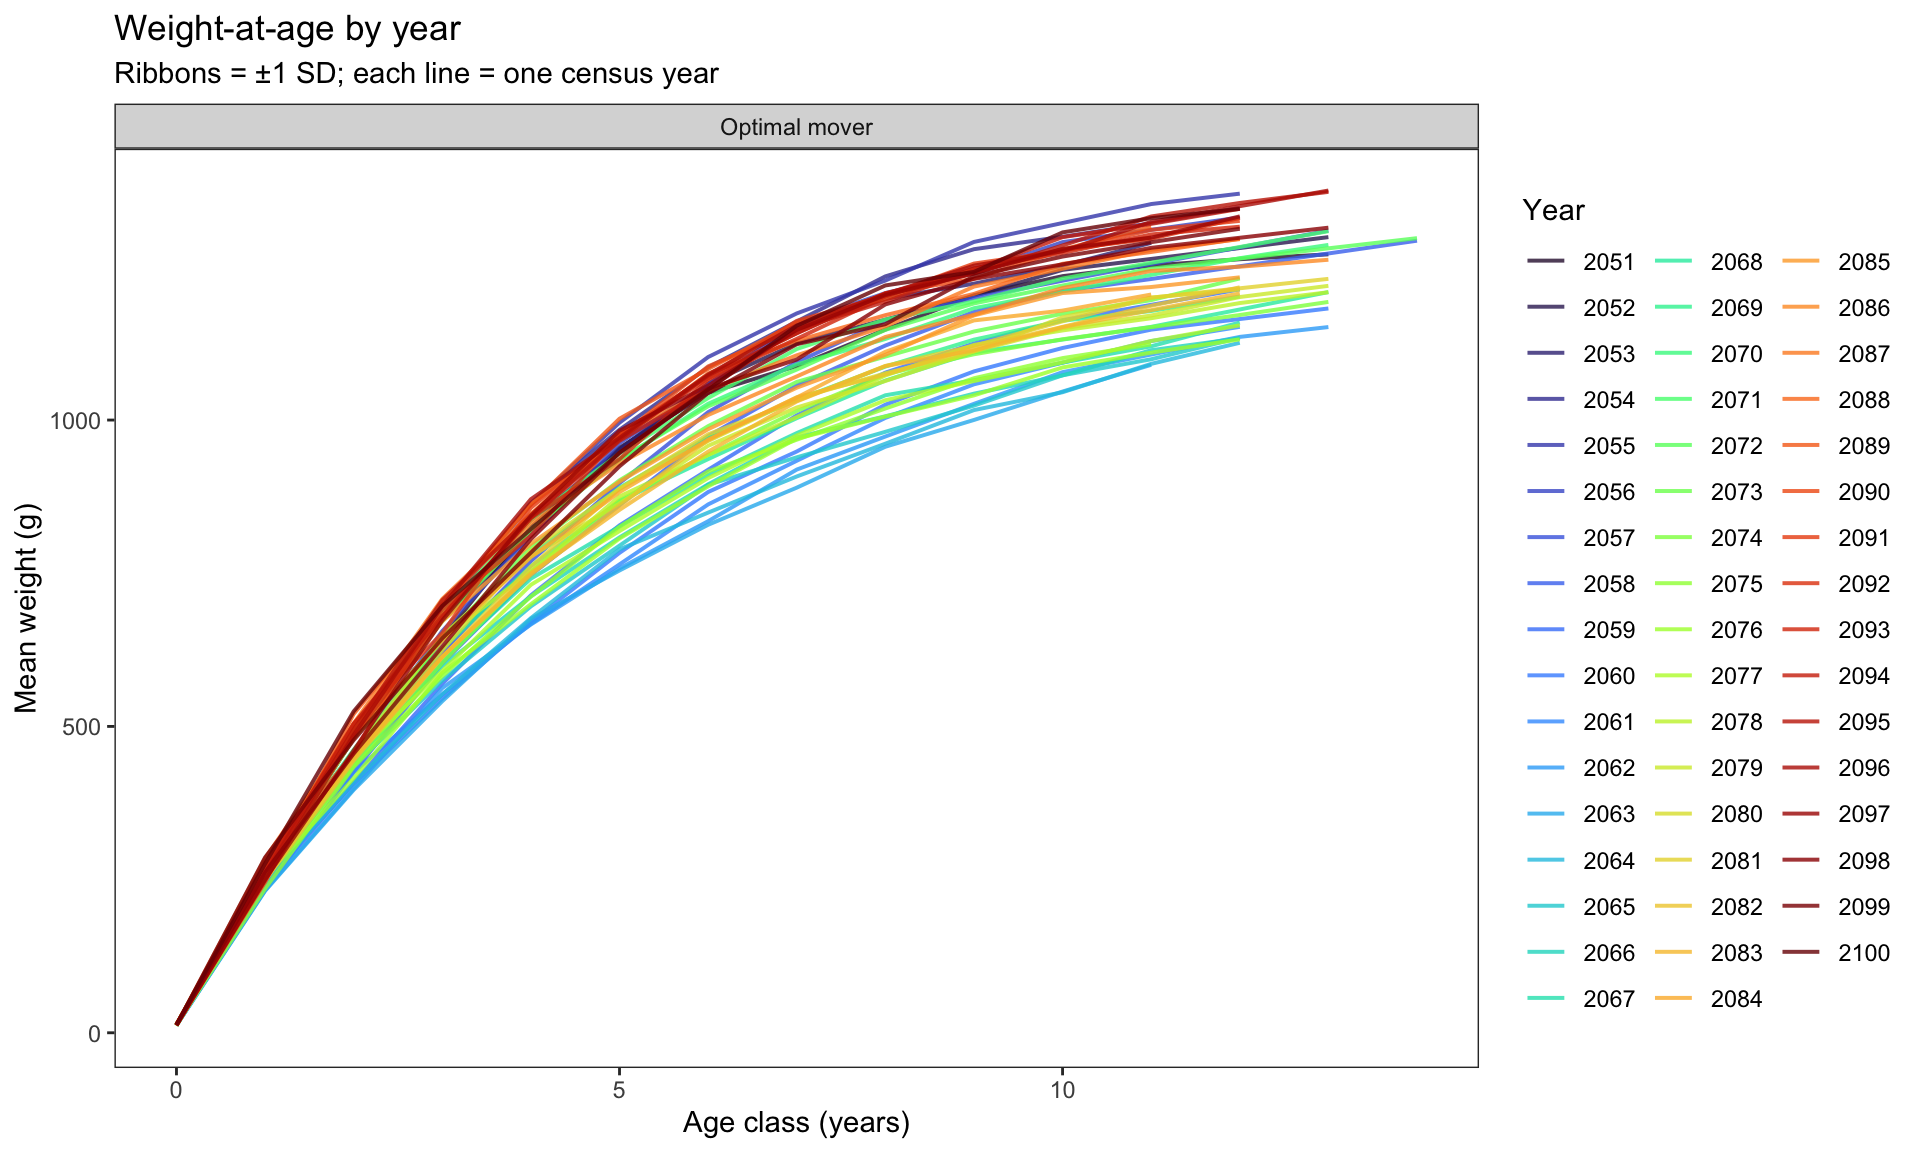 Weight-at-age by year
Ribbons = ±1 SD; each line = one census year
Optimal mover
Mean weight (g)
1000
500
0
0 5 10
Age class (years)
Year
2051 2068 2085
2052 2069 2086
2053 2070 2087
2054 2071 2088
2055 2072 2089
2056 2073 2090
2057 2074 2091
2058 2075 2092
2059 2076 2093
2060 2077 2094
2061 2078 2095
2062 2079 2096
2063 2080 2097
2064 2081 2098
2065 2082 2099
2066 2083 2100
2067 2084